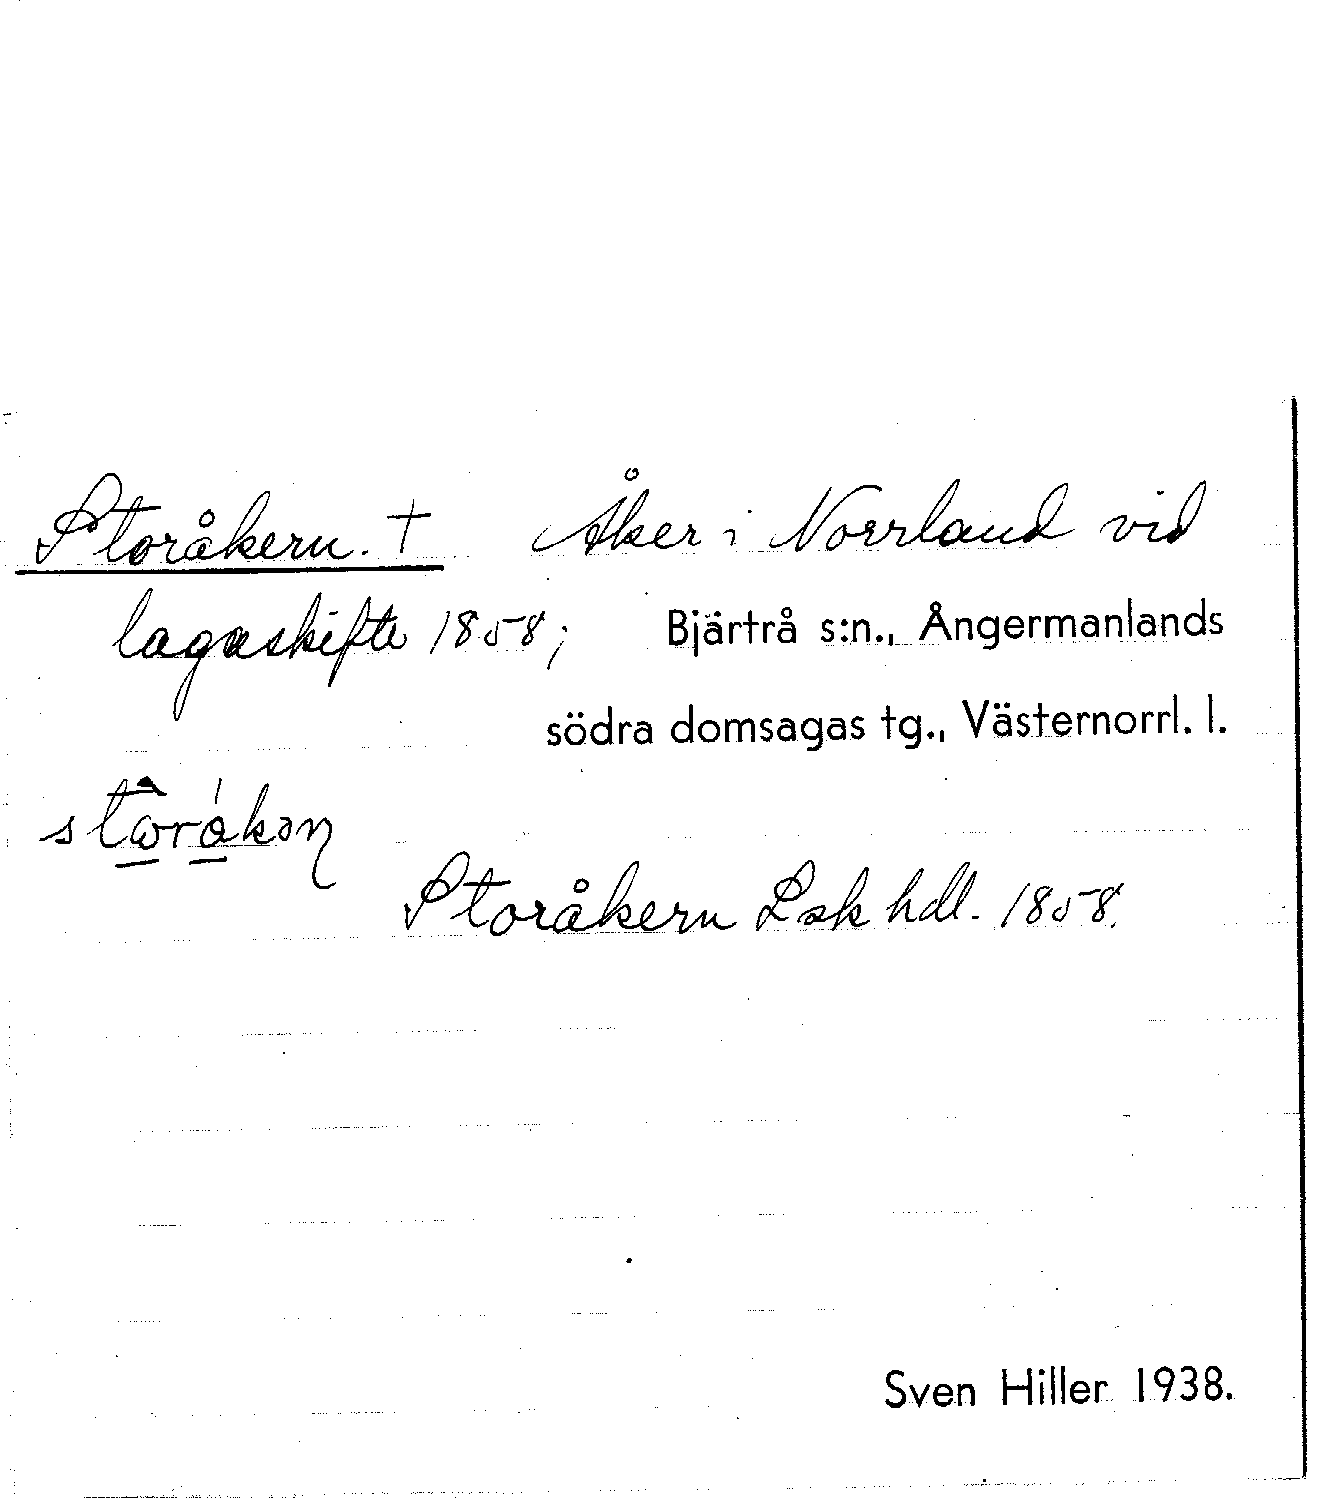 Storåkern. † Åker i Norrland vid
lagaskifte 1858; Bjärtrå s:n., Ångermanlands
södra domsagas tg., Västernorrl. l.
Storåkern Lsk hdl. 1858.
Sven Hiller 1938.